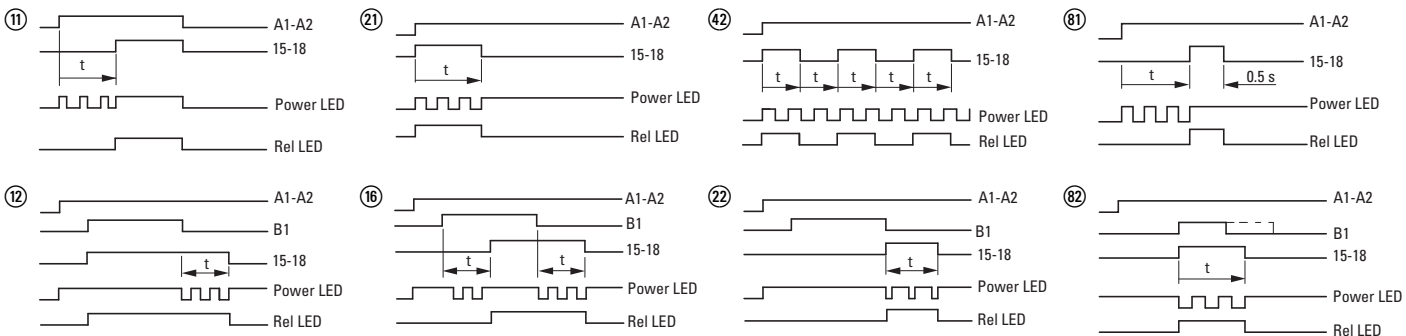 11
A1-A2
15-18
t
Power LED
Rel LED
21
A1-A2
15-18
t
Power LED
Rel LED
42
A1-A2
15-18
t t t t t
Power LED
Rel LED
81
A1-A2
15-18
t 0.5 s
Power LED
Rel LED
12
A1-A2
B1
15-18
t
Power LED
Rel LED
16
A1-A2
B1
15-18
t t
Power LED
Rel LED
22
A1-A2
B1
15-18
t
Power LED
Rel LED
82
A1-A2
B1
15-18
t
Power LED
Rel LED